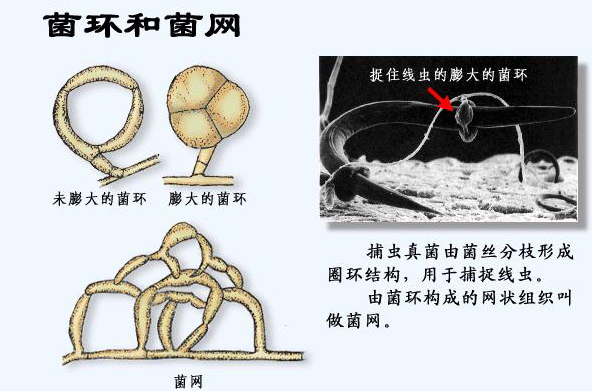 菌环和菌网
捉住线虫的膨大的菌环
未膨大的菌环
膨大的菌环
捕虫真菌由菌丝分枝形成
圈环结构，用于捕捉线虫。
由菌环构成的网状组织叫
做菌网。
菌网